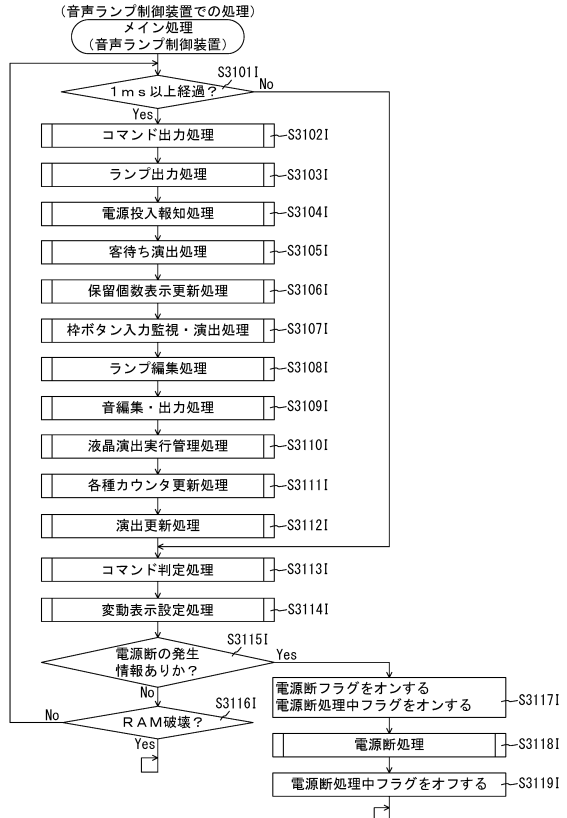 (音声ランプ制御装置での処理)
メイン処理
(音声ランプ制御装置)
S3101I
1ms以上経過?
No
Yes
コマンド出力処理
S3102I
ランプ出力処理
S3103I
電源投入報知処理
S3104I
客待ち演出処理
S3105I
保留個数表示更新処理
S3106I
枠ボタン入力監視・演出処理
S3107I
ランプ編集処理
S3108I
音編集・出力処理
S3109I
液晶演出実行管理処理
S3110I
各種カウンタ更新処理
S3111I
演出更新処理
S3112I
コマンド判定処理
S3113I
変動表示設定処理
S3114I
S3115I
電源断の発生
情報ありか?
Yes
No
S3116I
RAM破壊?
No
Yes
電源断フラグをオンする
電源断処理中フラグをオンする
S3117I
電源断処理
S3118I
電源断処理中フラグをオフする
S3119I